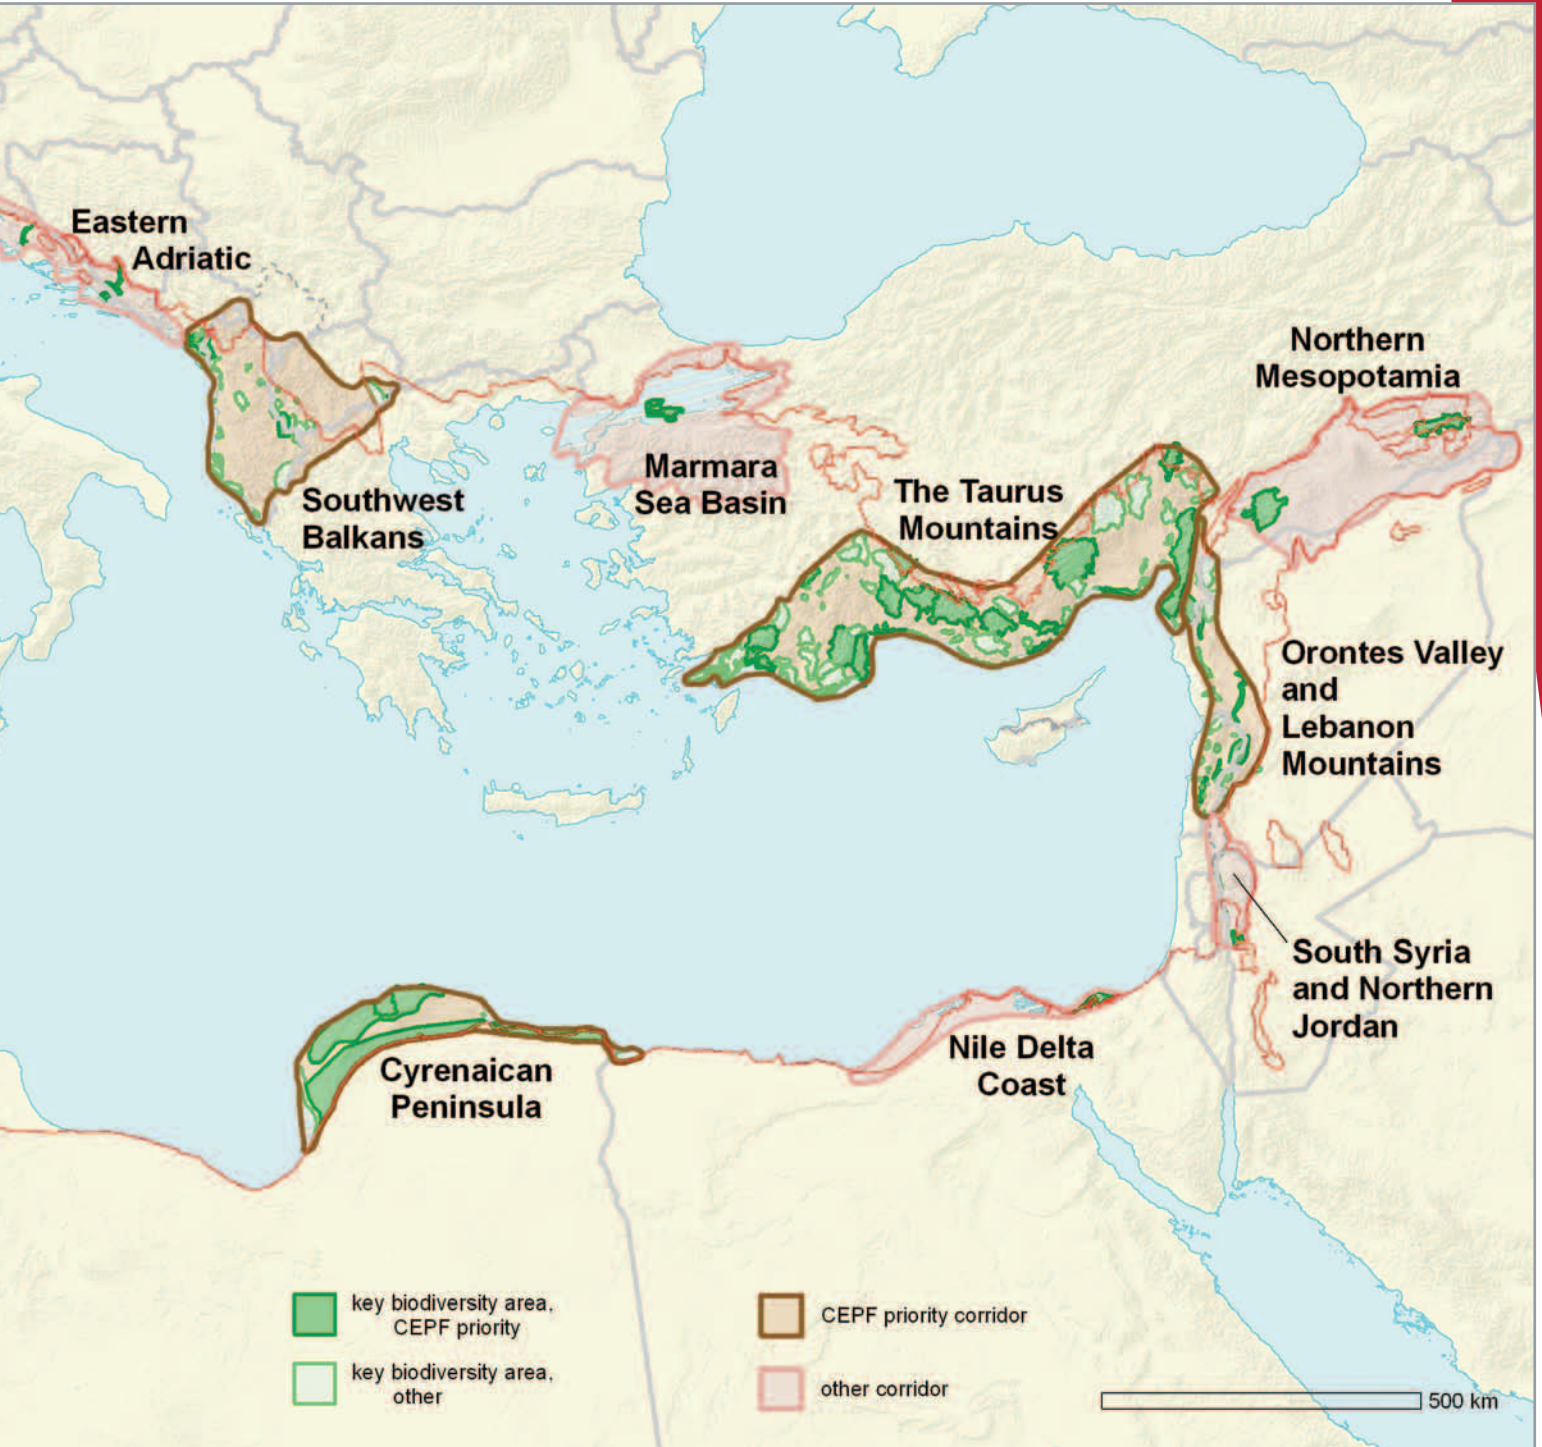 Eastern
Adriatic
Northern
Mesopotamia
Marmara
Sea Basin
The Taurus
Mountains
Southwest
Balkans
Orontes Valley
and
Lebanon
Mountains
South Syria
and Northern
Jordan
Nile Delta
Coast
Cyrenaican
Peninsula
key biodiversity area,
CEPF priority
key biodiversity area,
other
CEPF priority corridor
other corridor
500 km